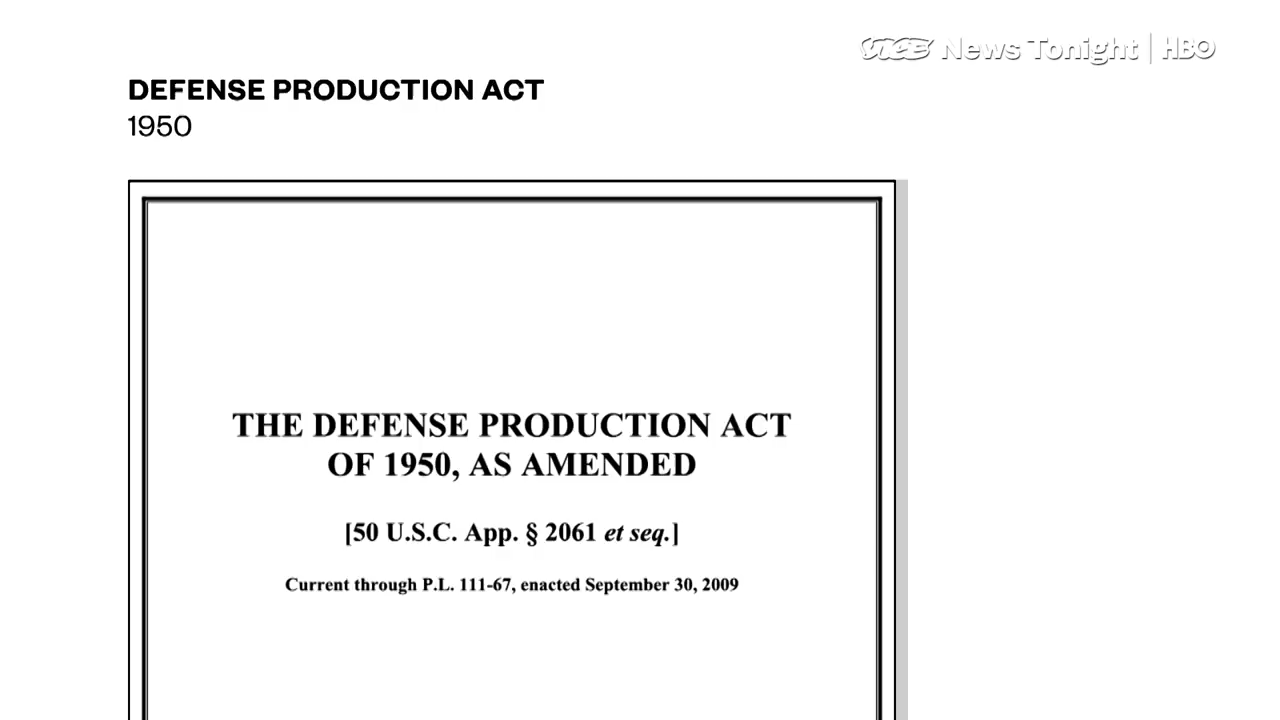 VICE News Tonight | HBO
DEFENSE PRODUCTION ACT
1950
THE DEFENSE PRODUCTION ACT
OF 1950, AS AMENDED
[50 U.S.C. App. § 2061 et seq.]
Current through P.L. 111-67, enacted September 30, 2009